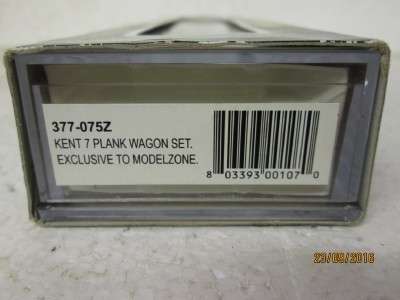 377-075Z
KENT 7 PLANK WAGON SET.
EXCLUSIVE TO MODELZONE.
8 03393 00107 0
23/09/2016